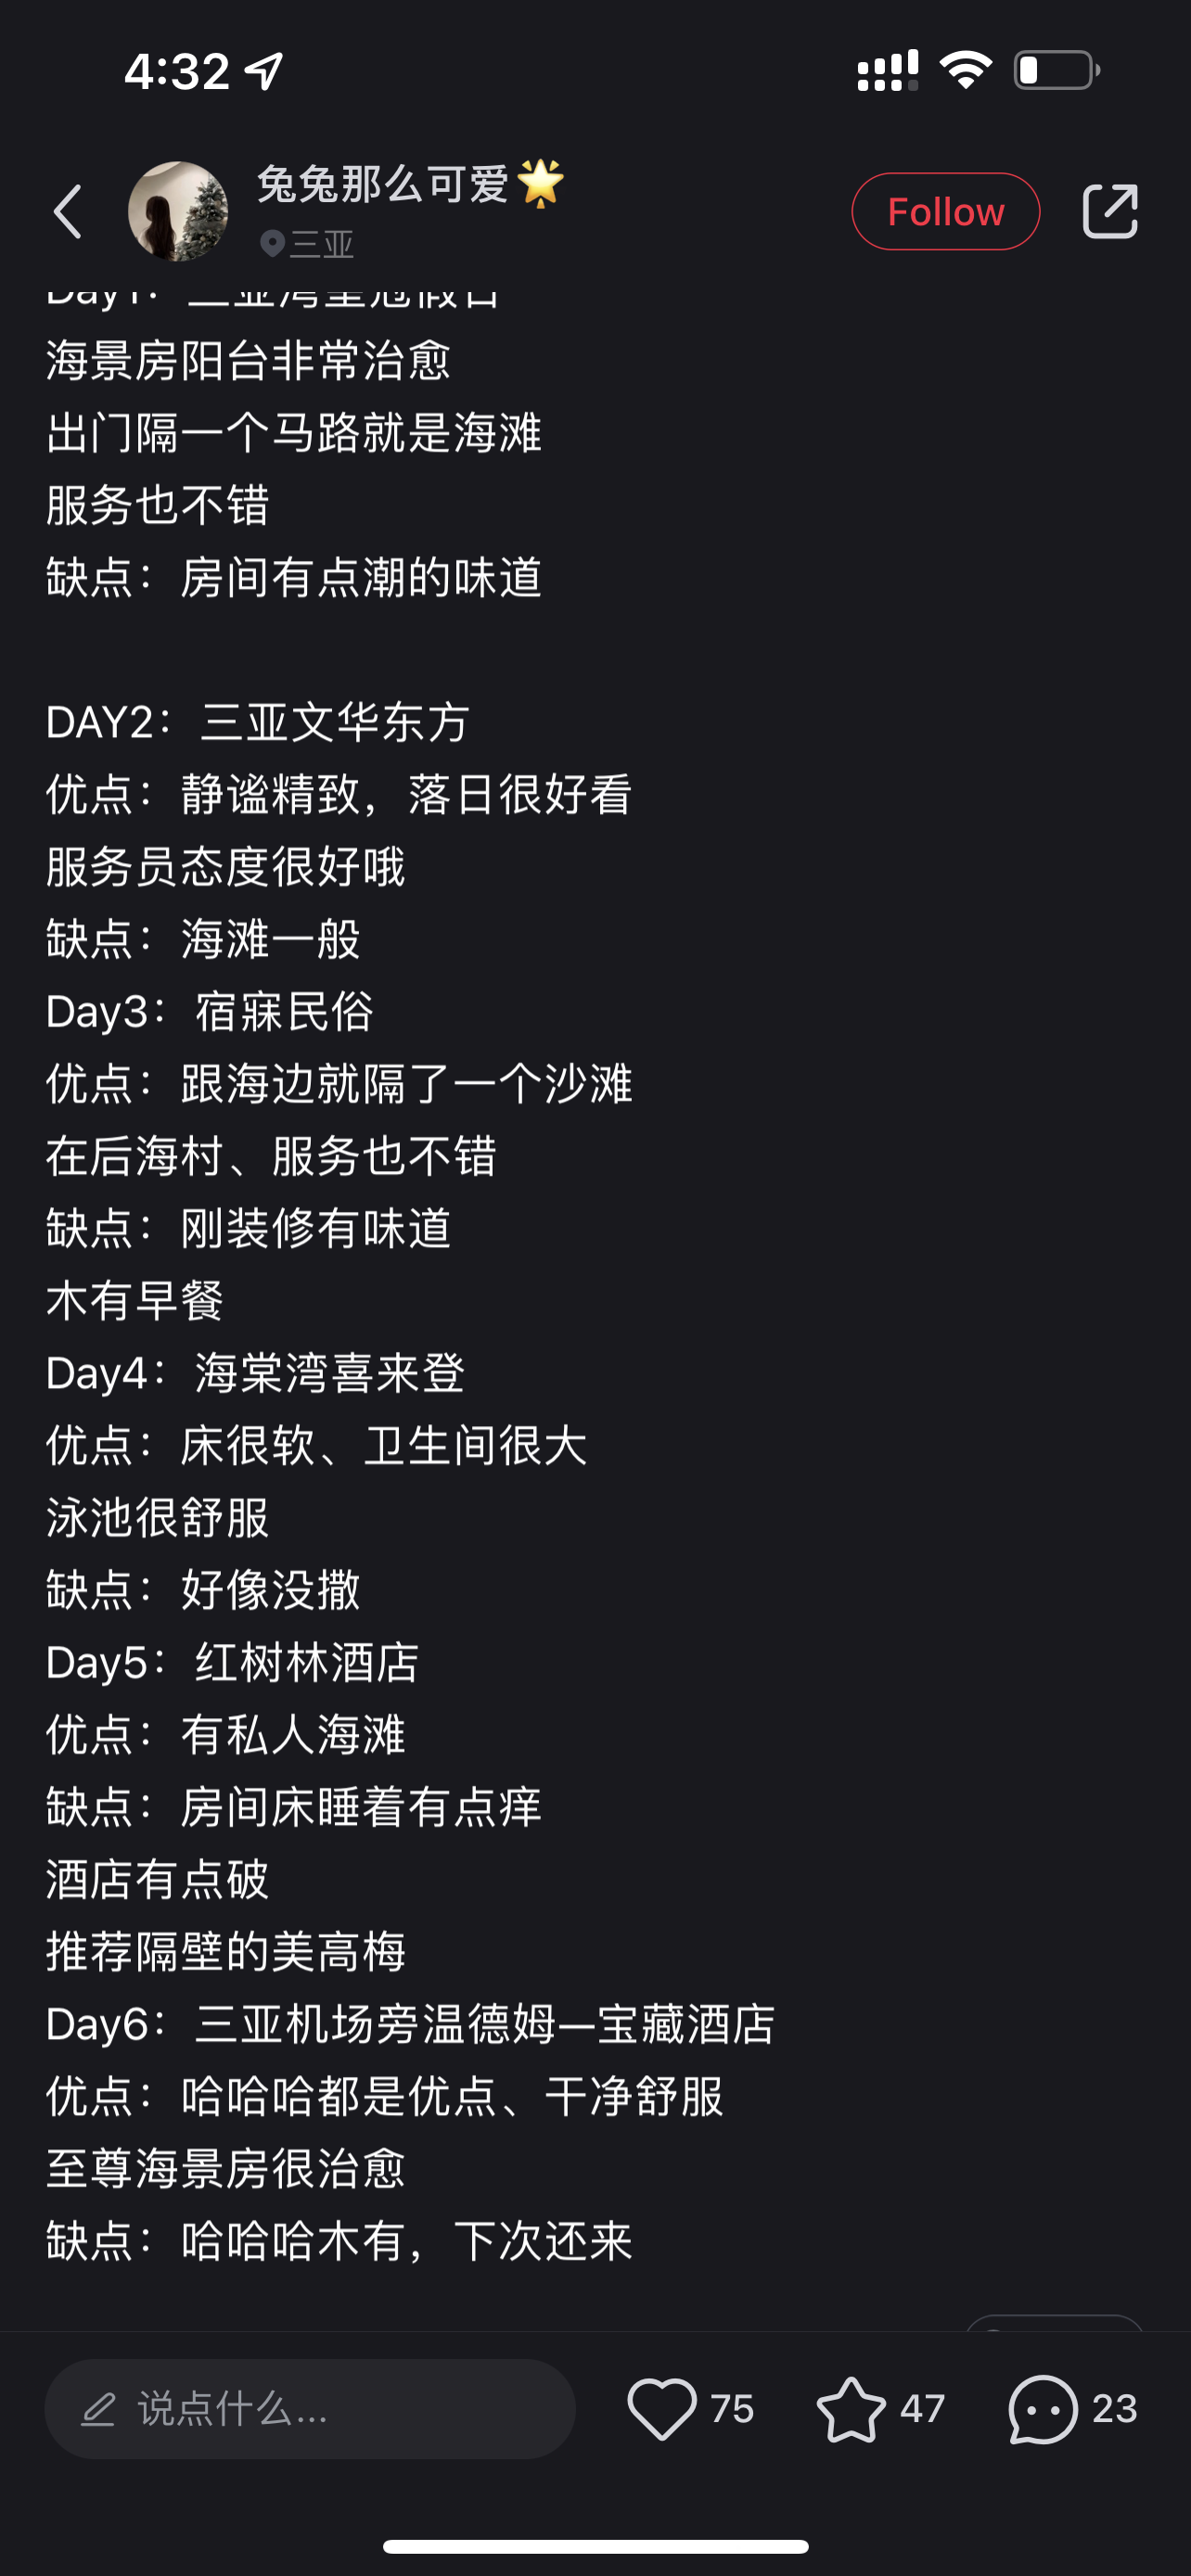 4:32
兔兔那么可爱🌟
三亚
Follow
Day1：三亚湾皇冠假日
海景房阳台非常治愈
出门隔一个马路就是海滩
服务也不错
缺点：房间有点潮的味道
DAY2：三亚文华东方
优点：静谧精致，落日很好看
服务员态度很好哦
缺点：海滩一般
Day3：宿寐民俗
优点：跟海边就隔了一个沙滩
在后海村、服务也不错
缺点：刚装修有味道
木有早餐
Day4：海棠湾喜来登
优点：床很软、卫生间很大
泳池很舒服
缺点：好像没撒
Day5：红树林酒店
优点：有私人海滩
缺点：房间床睡着有点痒
酒店有点破
推荐隔壁的美高梅
Day6：三亚机场旁温德姆—宝藏酒店
优点：哈哈哈都是优点、干净舒服
至尊海景房很治愈
缺点：哈哈哈木有，下次还来
说点什么...
75
47
23